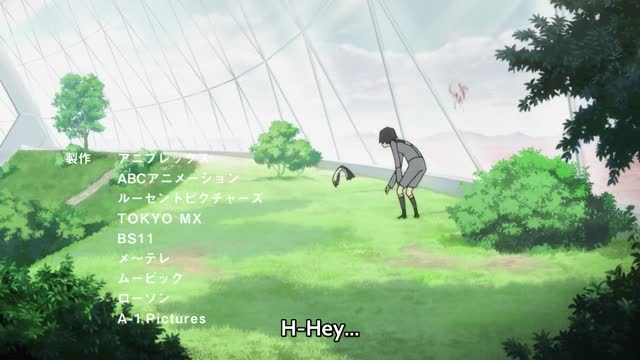 製作 アニプレックス
ABCアニメーション
ルーセントピクチャーズ
TOKYO MX
BS11
メ〜テレ
ムービック
ローソン
A-1 Pictures
H-Hey...